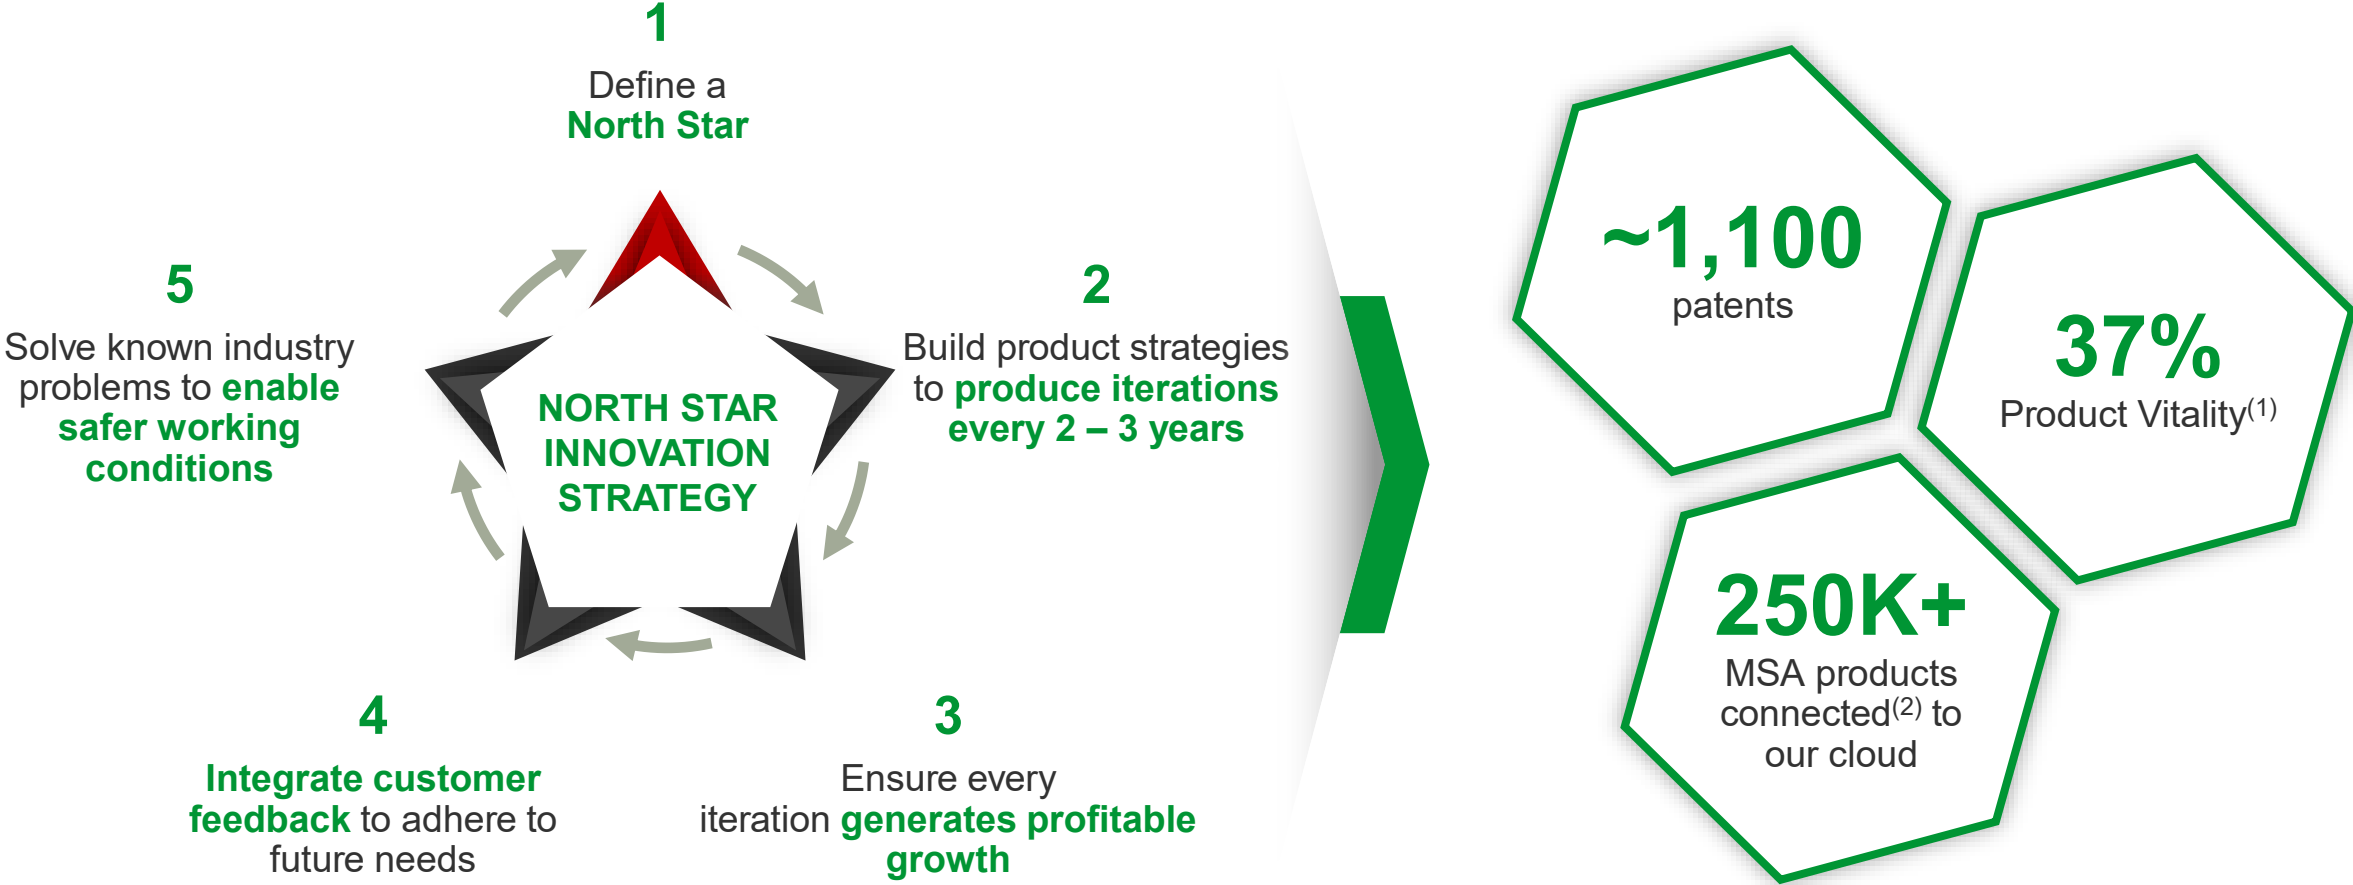 1
Define a
North Star
2
Build product strategies
to produce iterations
every 2 – 3 years
3
Ensure every
iteration generates profitable
growth
4
Integrate customer
feedback to adhere to
future needs
5
Solve known industry
problems to enable
safer working
conditions
NORTH STAR
INNOVATION
STRATEGY
~1,100
patents
37%
Product Vitality(1)
250K+
MSA products
connected(2) to
our cloud